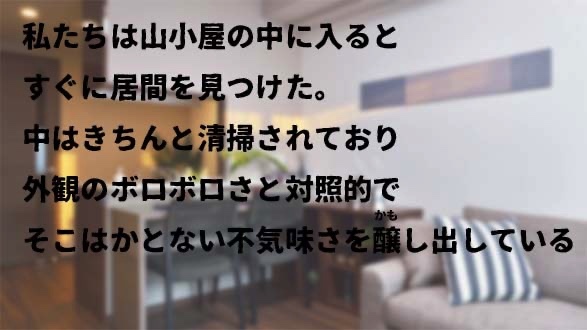 私たちは山小屋の中に入ると
すぐに居間を見つけた。
中はきちんと清掃されており
外観のボロボロさと対照的で
そこはかとない不気味さを醸し出している
かも